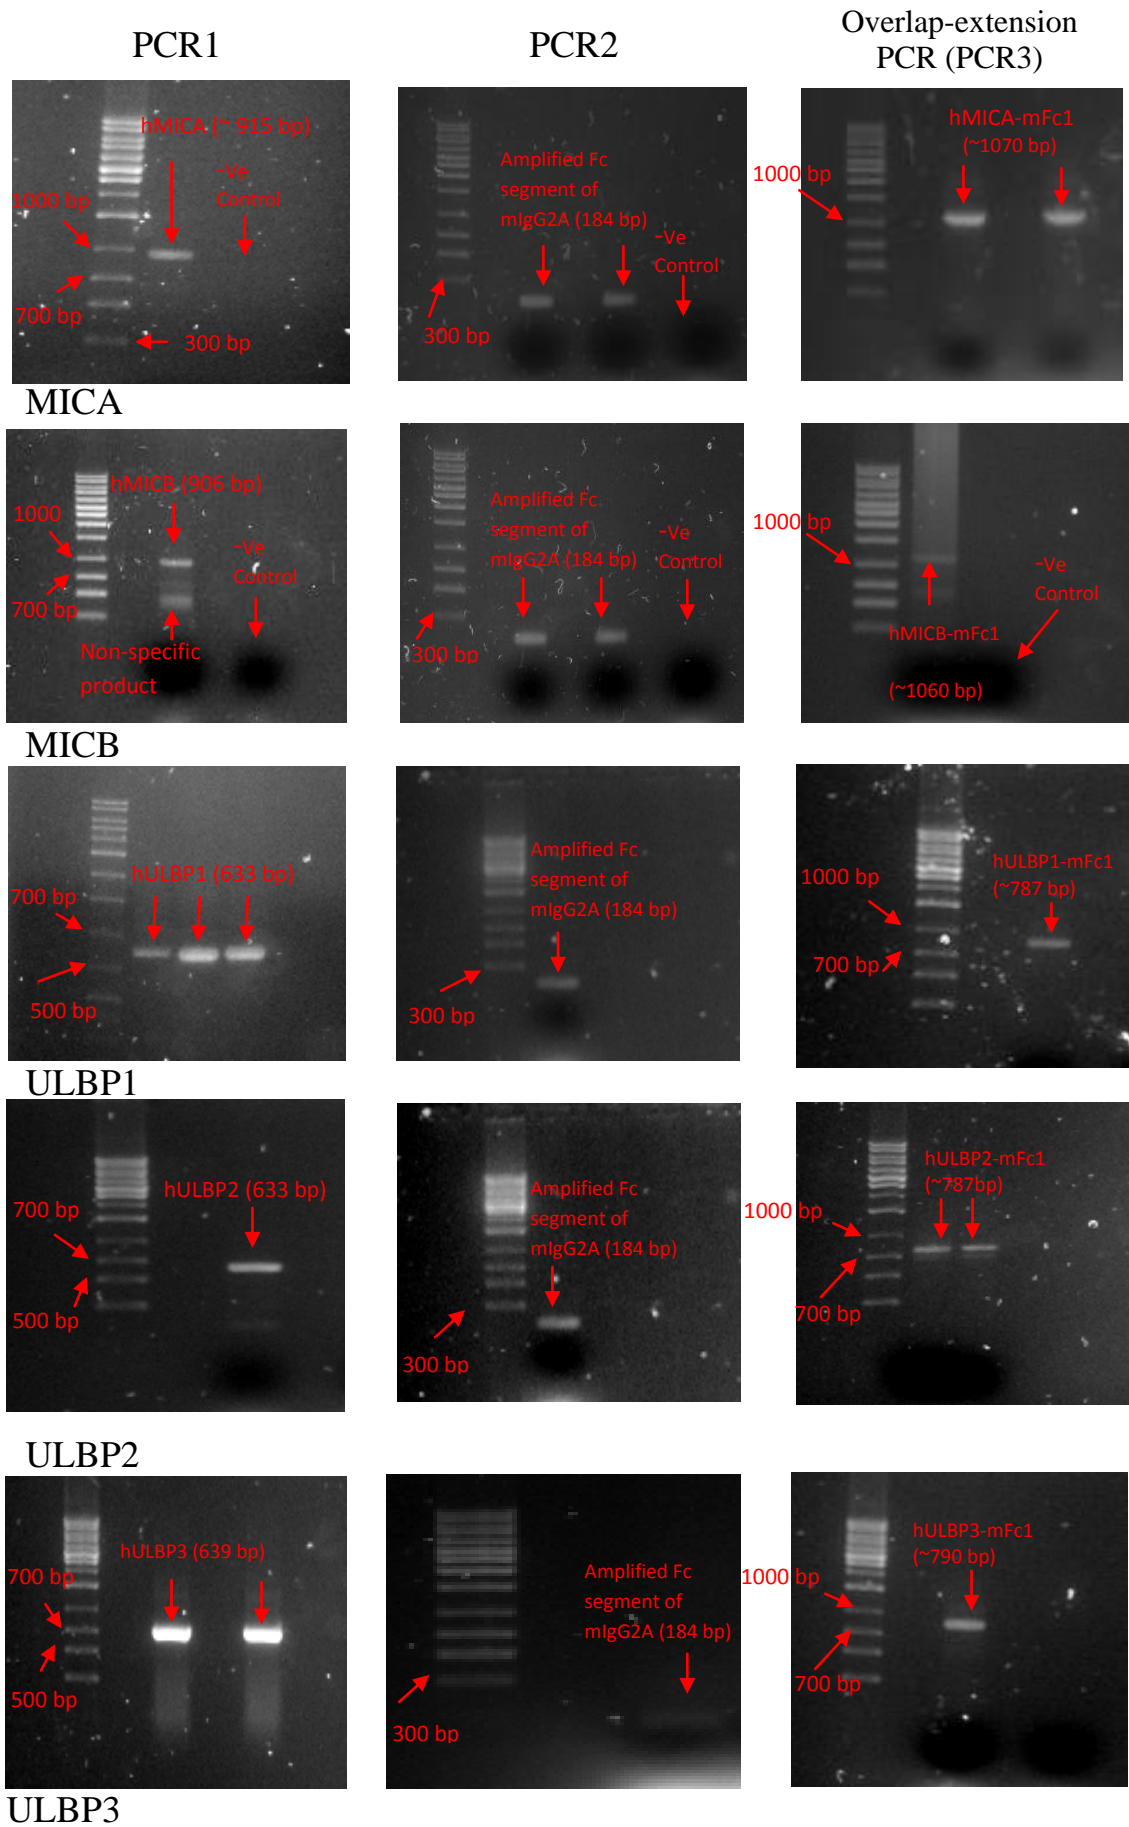 PCR1
PCR2
Overlap-extension
PCR (PCR3)
hMICA (~ 915 bp)
-Ve
Control
1000 bp
700 bp
300 bp
Amplified Fc
segment of
mIgG2A (184 bp)
-Ve
Control
300 bp
hMICA-mFc1
(~1070 bp)
1000 bp
MICA
hMICB (906 bp)
1000
-Ve
Control
700 bp
Non-specific
product
Amplified Fc
segment of
mIgG2A (184 bp)
-Ve
Control
300 bp
1000 bp
-Ve
Control
hMICB-mFc1
(~1060 bp)
MICB
hULBP1 (633 bp)
700 bp
500 bp
Amplified Fc
segment of
mIgG2A (184 bp)
300 bp
hULBP1-mFc1
(~787 bp)
1000 bp
700 bp
ULBP1
hULBP2 (633 bp)
700 bp
500 bp
Amplified Fc
segment of
mIgG2A (184 bp)
300 bp
hULBP2-mFc1
(~787bp)
1000 bp
700 bp
ULBP2
hULBP3 (639 bp)
700 bp
500 bp
Amplified Fc
segment of
mIgG2A (184 bp)
300 bp
hULBP3-mFc1
(~790 bp)
1000 bp
700 bp
ULBP3